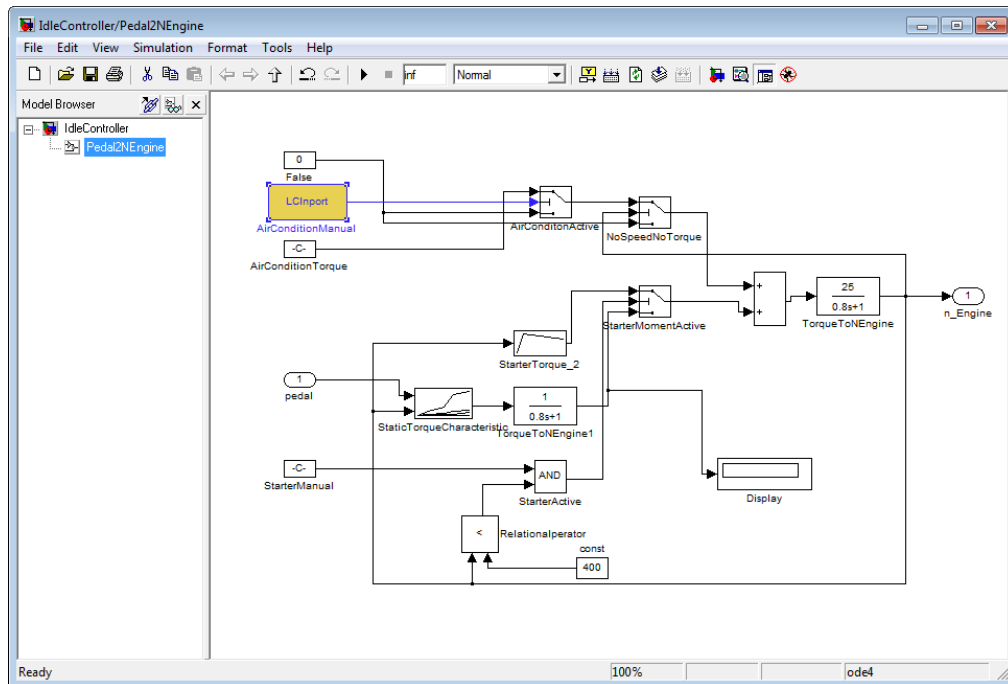 IdleController/Pedal2NEngine
File Edit View Simulation Format Tools Help
inf Normal
Model Browser
IdleController
Pedal2NEngine
0
False
LCInport
AirConditionManual
AirConditonActive
NoSpeedNoTorque
-C-
AirConditionTorque
+
+
25
0.8s+1
TorqueToNEngine
1
n_Engine
StarterMomentActive
StarterTorque_2
1
pedal
StaticTorqueCharacteristic
1
0.8s+1
TorqueToNEngine1
-C-
StarterManual
AND
StarterActive
Display
<
Relationalperator
const
400
Ready 100% ode4